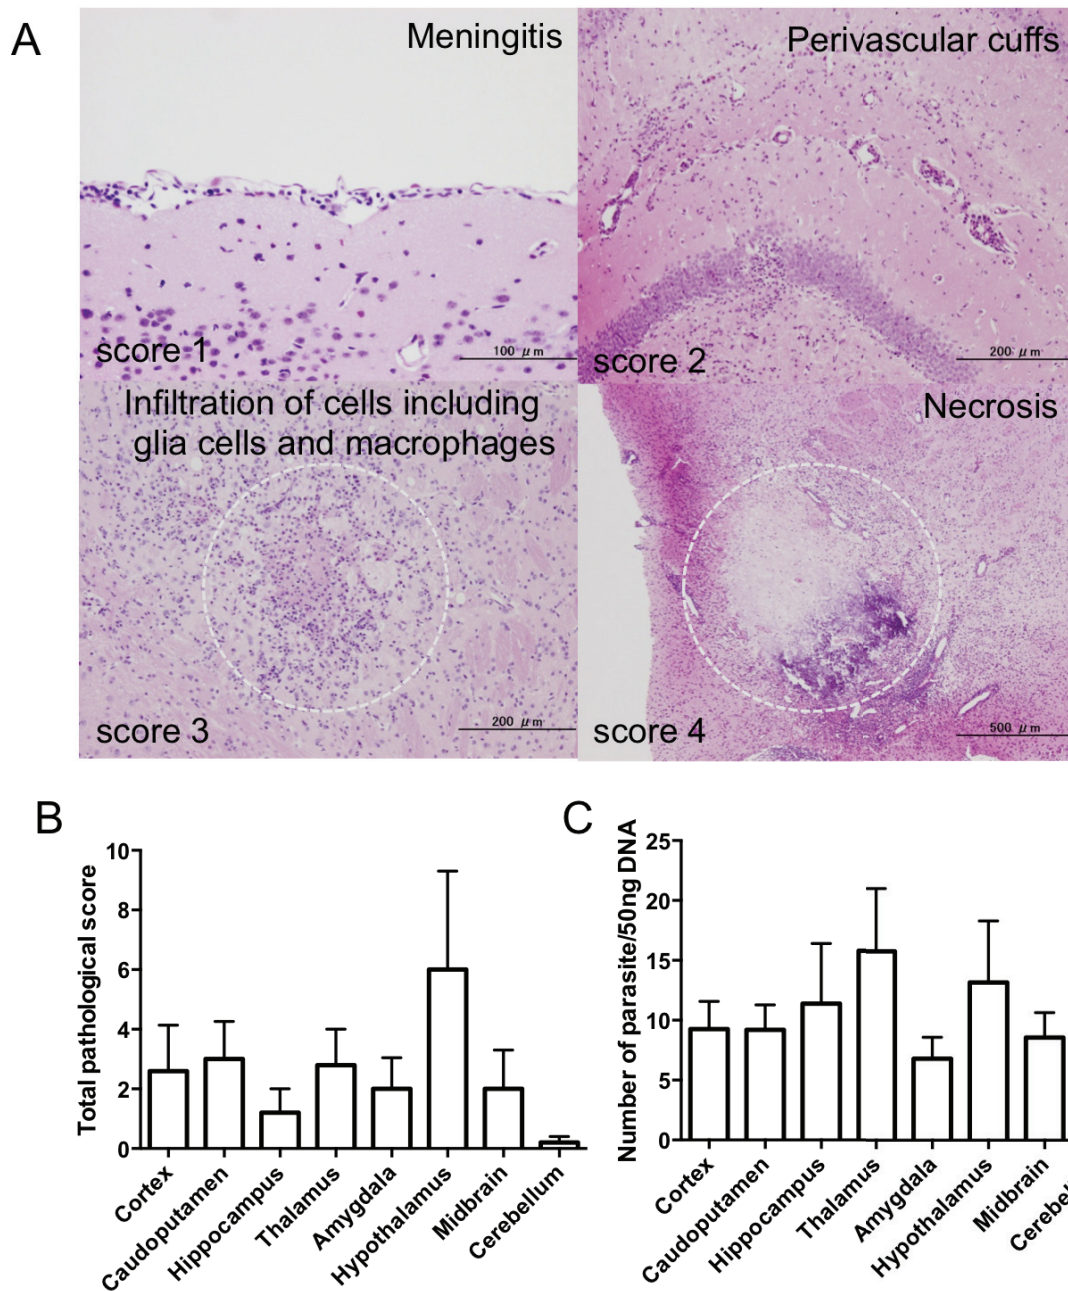 A
Meningitis
score 1
100 μm
Perivascular cuffs
score 2
200 μm
Infiltration of cells including
glia cells and macrophages
score 3
200 μm
Necrosis
score 4
500 μm
B
Total pathological score
10
8
6
4
2
0
Cortex
Caudoputamen
Hippocampus
Thalamus
Amygdala
Hypothalamus
Midbrain
Cerebellum
C
Number of parasite/50ng DNA
25
20
15
10
5
0
Cortex
Caudoputamen
Hippocampus
Thalamus
Amygdala
Hypothalamus
Midbrain
Cerebel